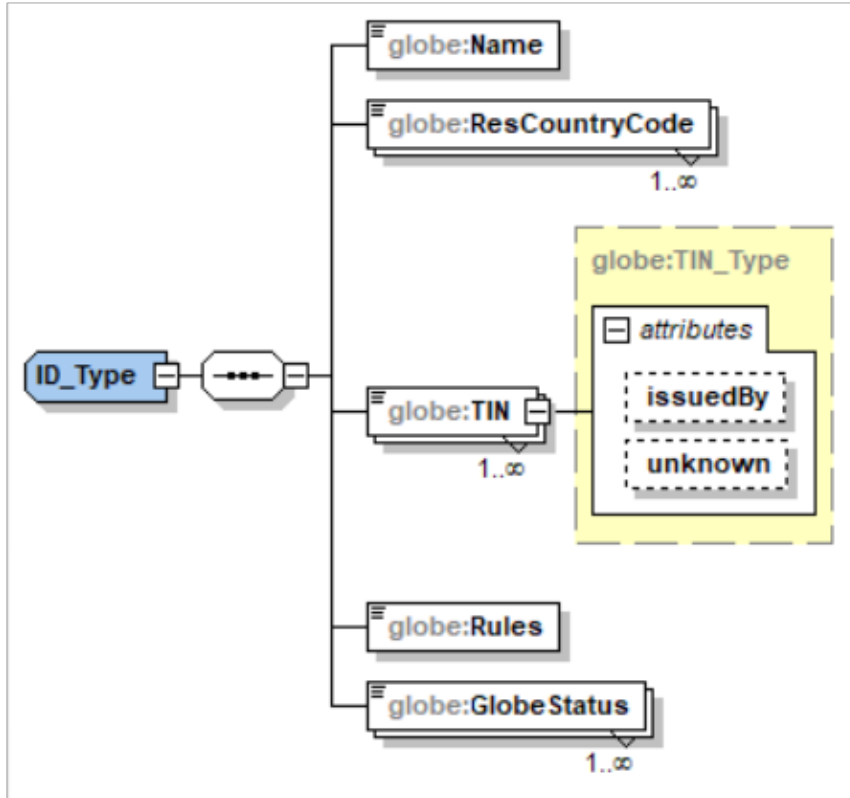 globe:Name
globe:ResCountryCode
1..∞
globe:TIN_Type
attributes
ID_Type
issuedBy
globe:TIN
unknown
1..∞
globe:Rules
globe:GlobeStatus
1..∞